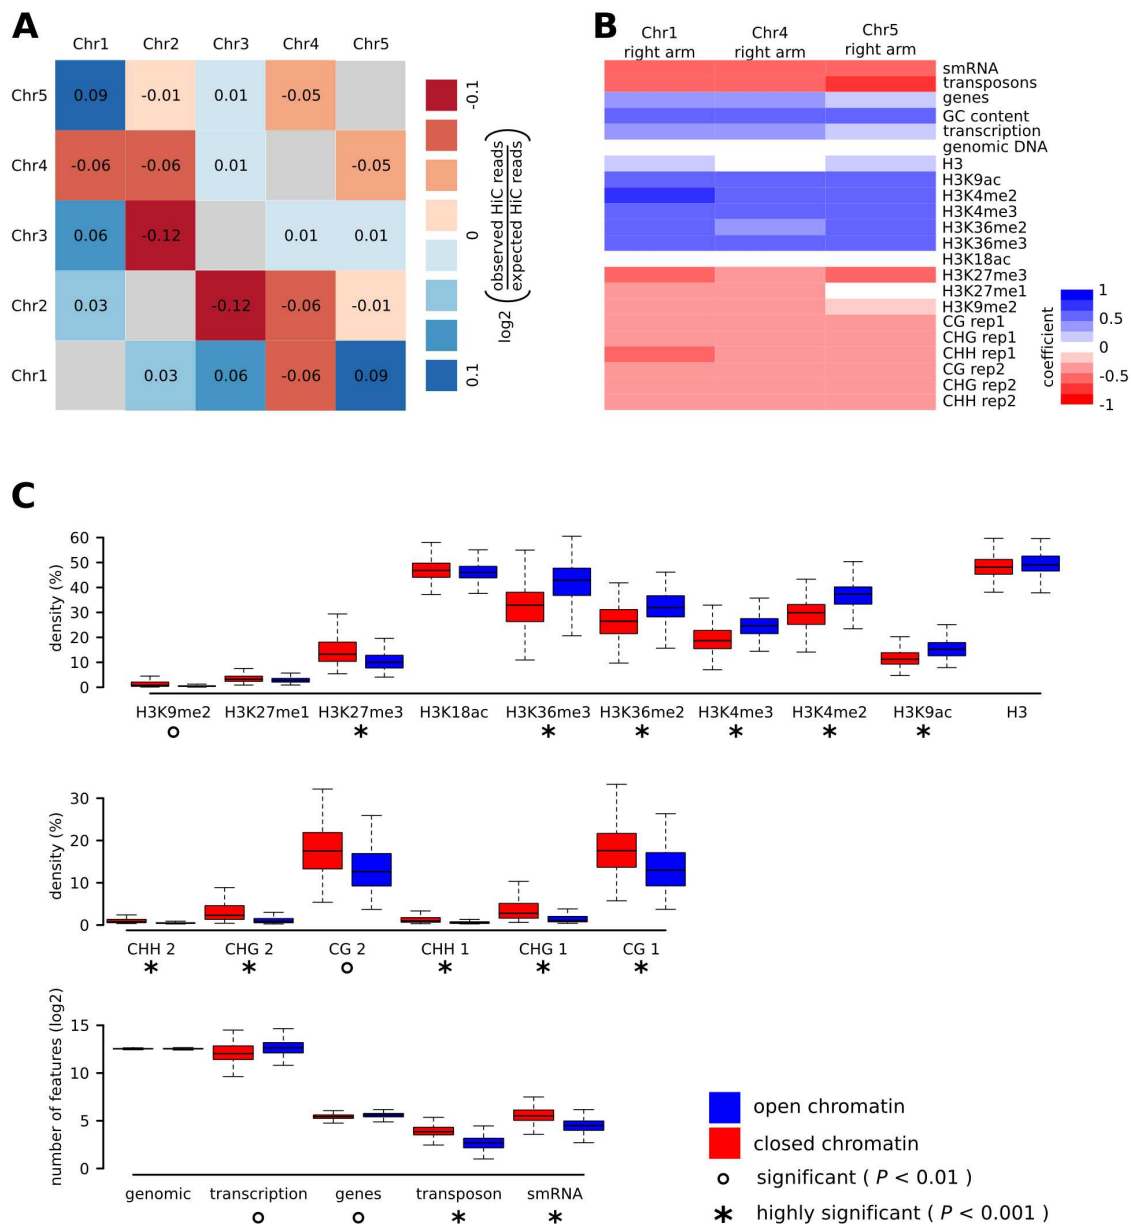 A
Chr1 Chr2 Chr3 Chr4 Chr5
Chr5 0.09 -0.01 0.01 -0.05
Chr4 -0.06 -0.06 0.01 -0.05
Chr3 0.06 -0.12 0.01 0.01
Chr2 0.03 -0.12 -0.06 -0.01
Chr1 0.03 0.06 -0.06 0.09
-0.1
0
0.1
log2 (observed HiC reads
expected HiC reads)
B
Chr1 Chr4 Chr5
right arm right arm right arm
smRNA
transposons
genes
GC content
transcription
genomic DNA
H3
H3K9ac
H3K4me2
H3K4me3
H3K36me2
H3K36me3
H3K18ac
H3K27me3
H3K27me1
H3K9me2
CG rep1
CHG rep1
CHH rep1
CG rep2
CHG rep2
CHH rep2
coefficient
1
0.5
0
-0.5
-1
C
density (%)
60
50
40
30
20
10
0
H3K9me2 H3K27me1 H3K27me3 H3K18ac H3K36me3 H3K36me2 H3K4me3 H3K4me2 H3K9ac H3
density (%)
30
20
10
0
CHH 2 CHG 2 CG 2 CHH 1 CHG 1 CG 1
number of features (log2)
15
10
5
0
genomic transcription genes transposon smRNA
open chromatin
closed chromatin
significant ( P < 0.01 )
highly significant ( P < 0.001 )